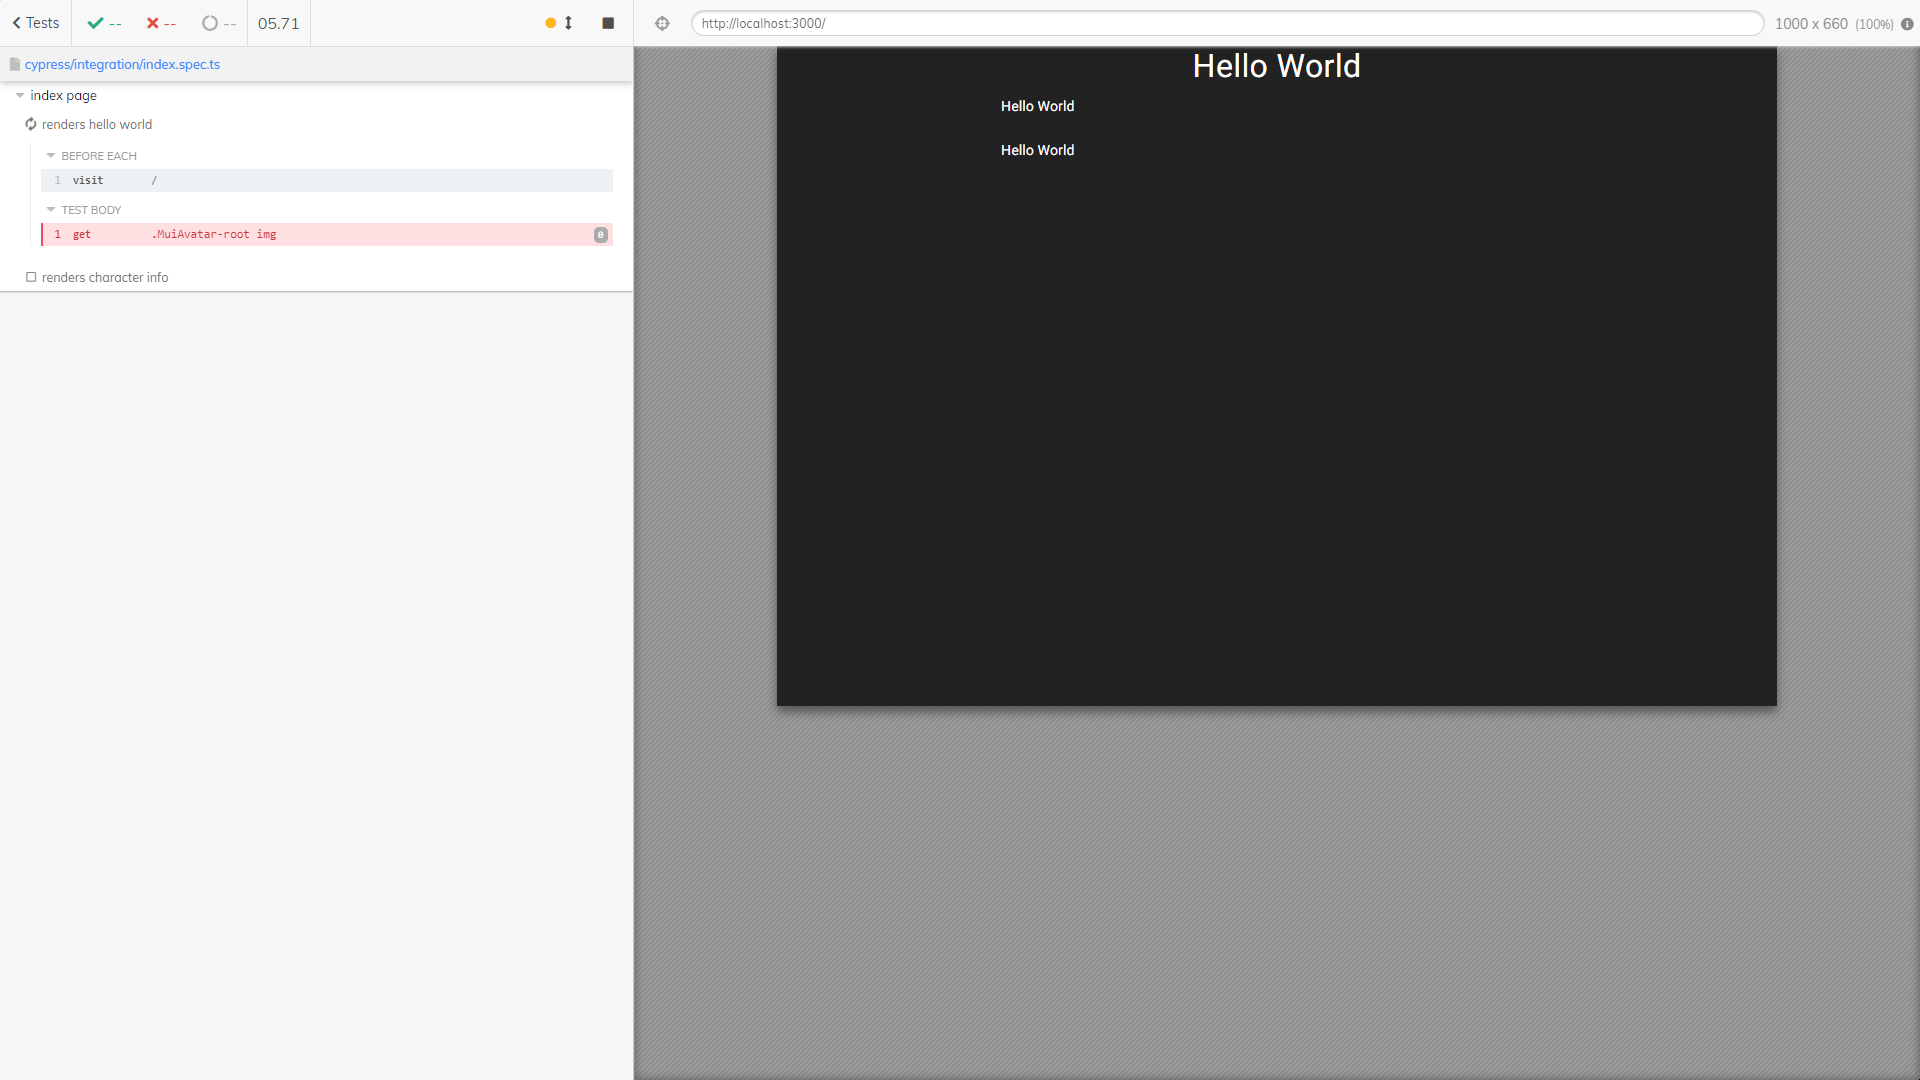 Tests
--
--
--
05.71
http://localhost:3000/
1000 x 660 (100%)
cypress/integration/index.spec.ts
index page
renders hello world
BEFORE EACH
1 visit /
TEST BODY
1 get .MuiAvatar-root img 0
renders character info
Hello World
Hello World
Hello World